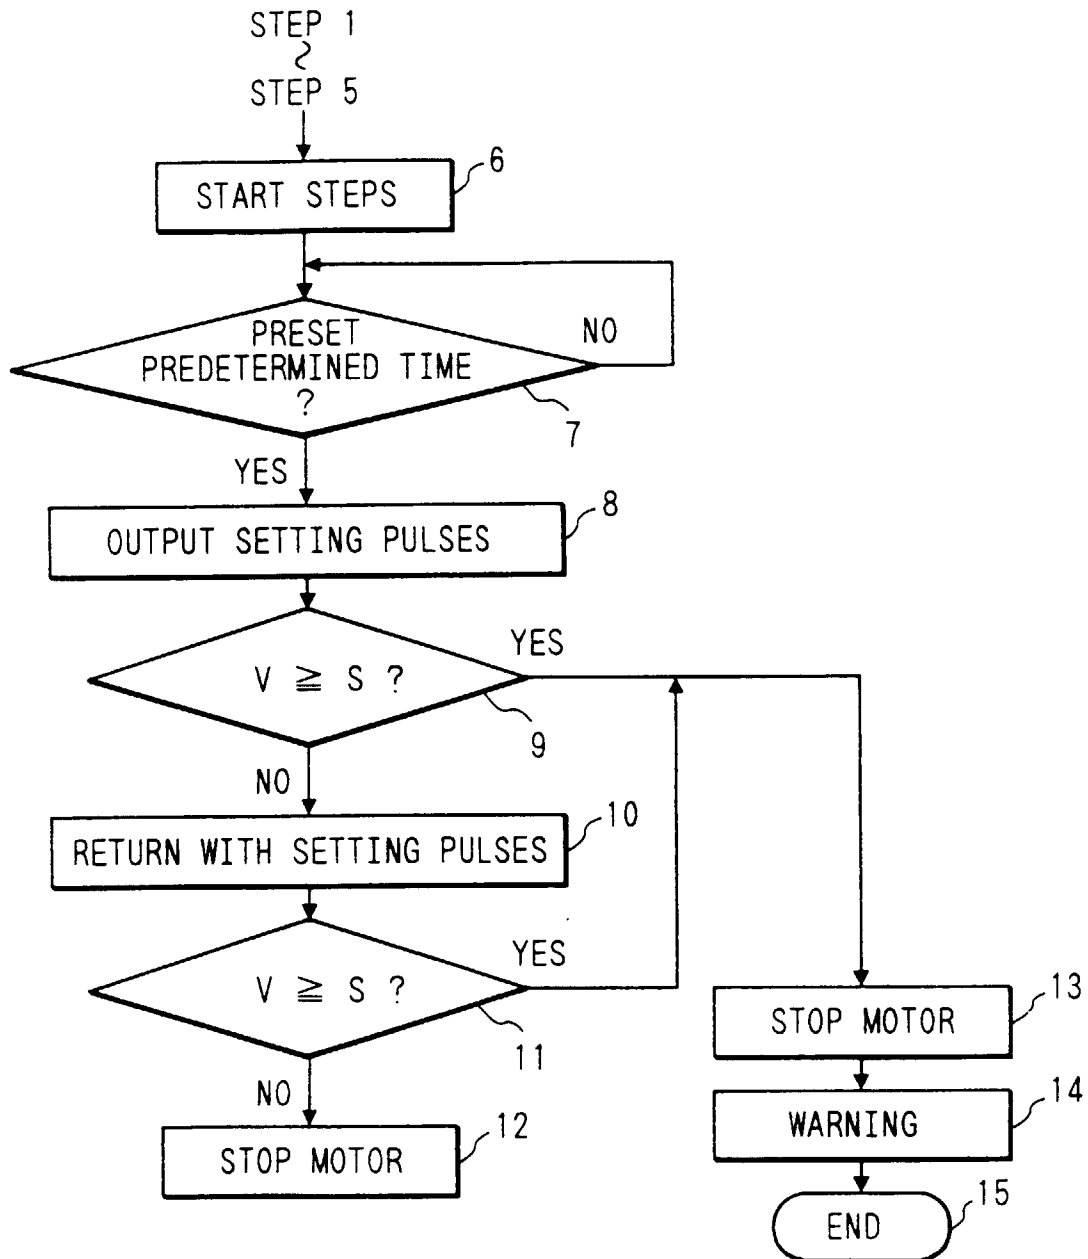 STEP 1
STEP 5
6
START STEPS
PRESET
PREDETERMINED TIME
?
NO
7
YES
8
OUTPUT SETTING PULSES
YES
V ≧ S ?
9
NO
10
RETURN WITH SETTING PULSES
YES
V ≧ S ?
11
13
STOP MOTOR
NO
14
WARNING
12
STOP MOTOR
15
END